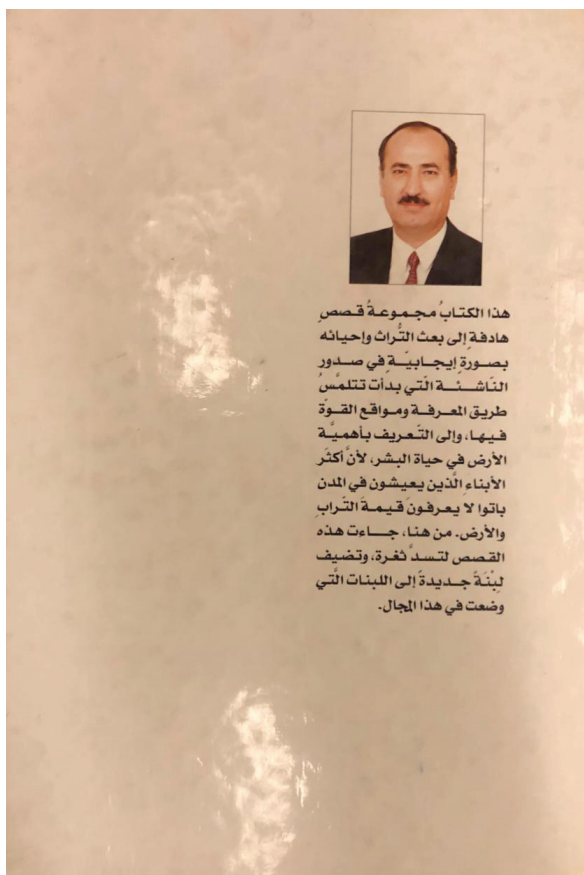 هذا الكتابُ مجموعةُ قصصٍ
هادفةٍ إلى بعث التُّراث وإحيائه
بصورةٍ إيجابيّةٍ في صدور
النّاشئة الّتي بدأت تتلمّسُ
طريق المعرفة ومواقع القوّة
فيها، وإلى التّعريف بأهميّة
الأرض في حياة البشر، لأنّ أكثَر
الأبناءِ الّذين يعيشون في المدن
باتوا لا يعرفونَ قيمةَ التّرابِ
والأرض. من هنا، جاءت هذه
القصص لتسدَّ ثغرة، وتضيف
لِبْنَةً جديدةً إلى اللبنات الّتي
وضعت في هذا المجال.